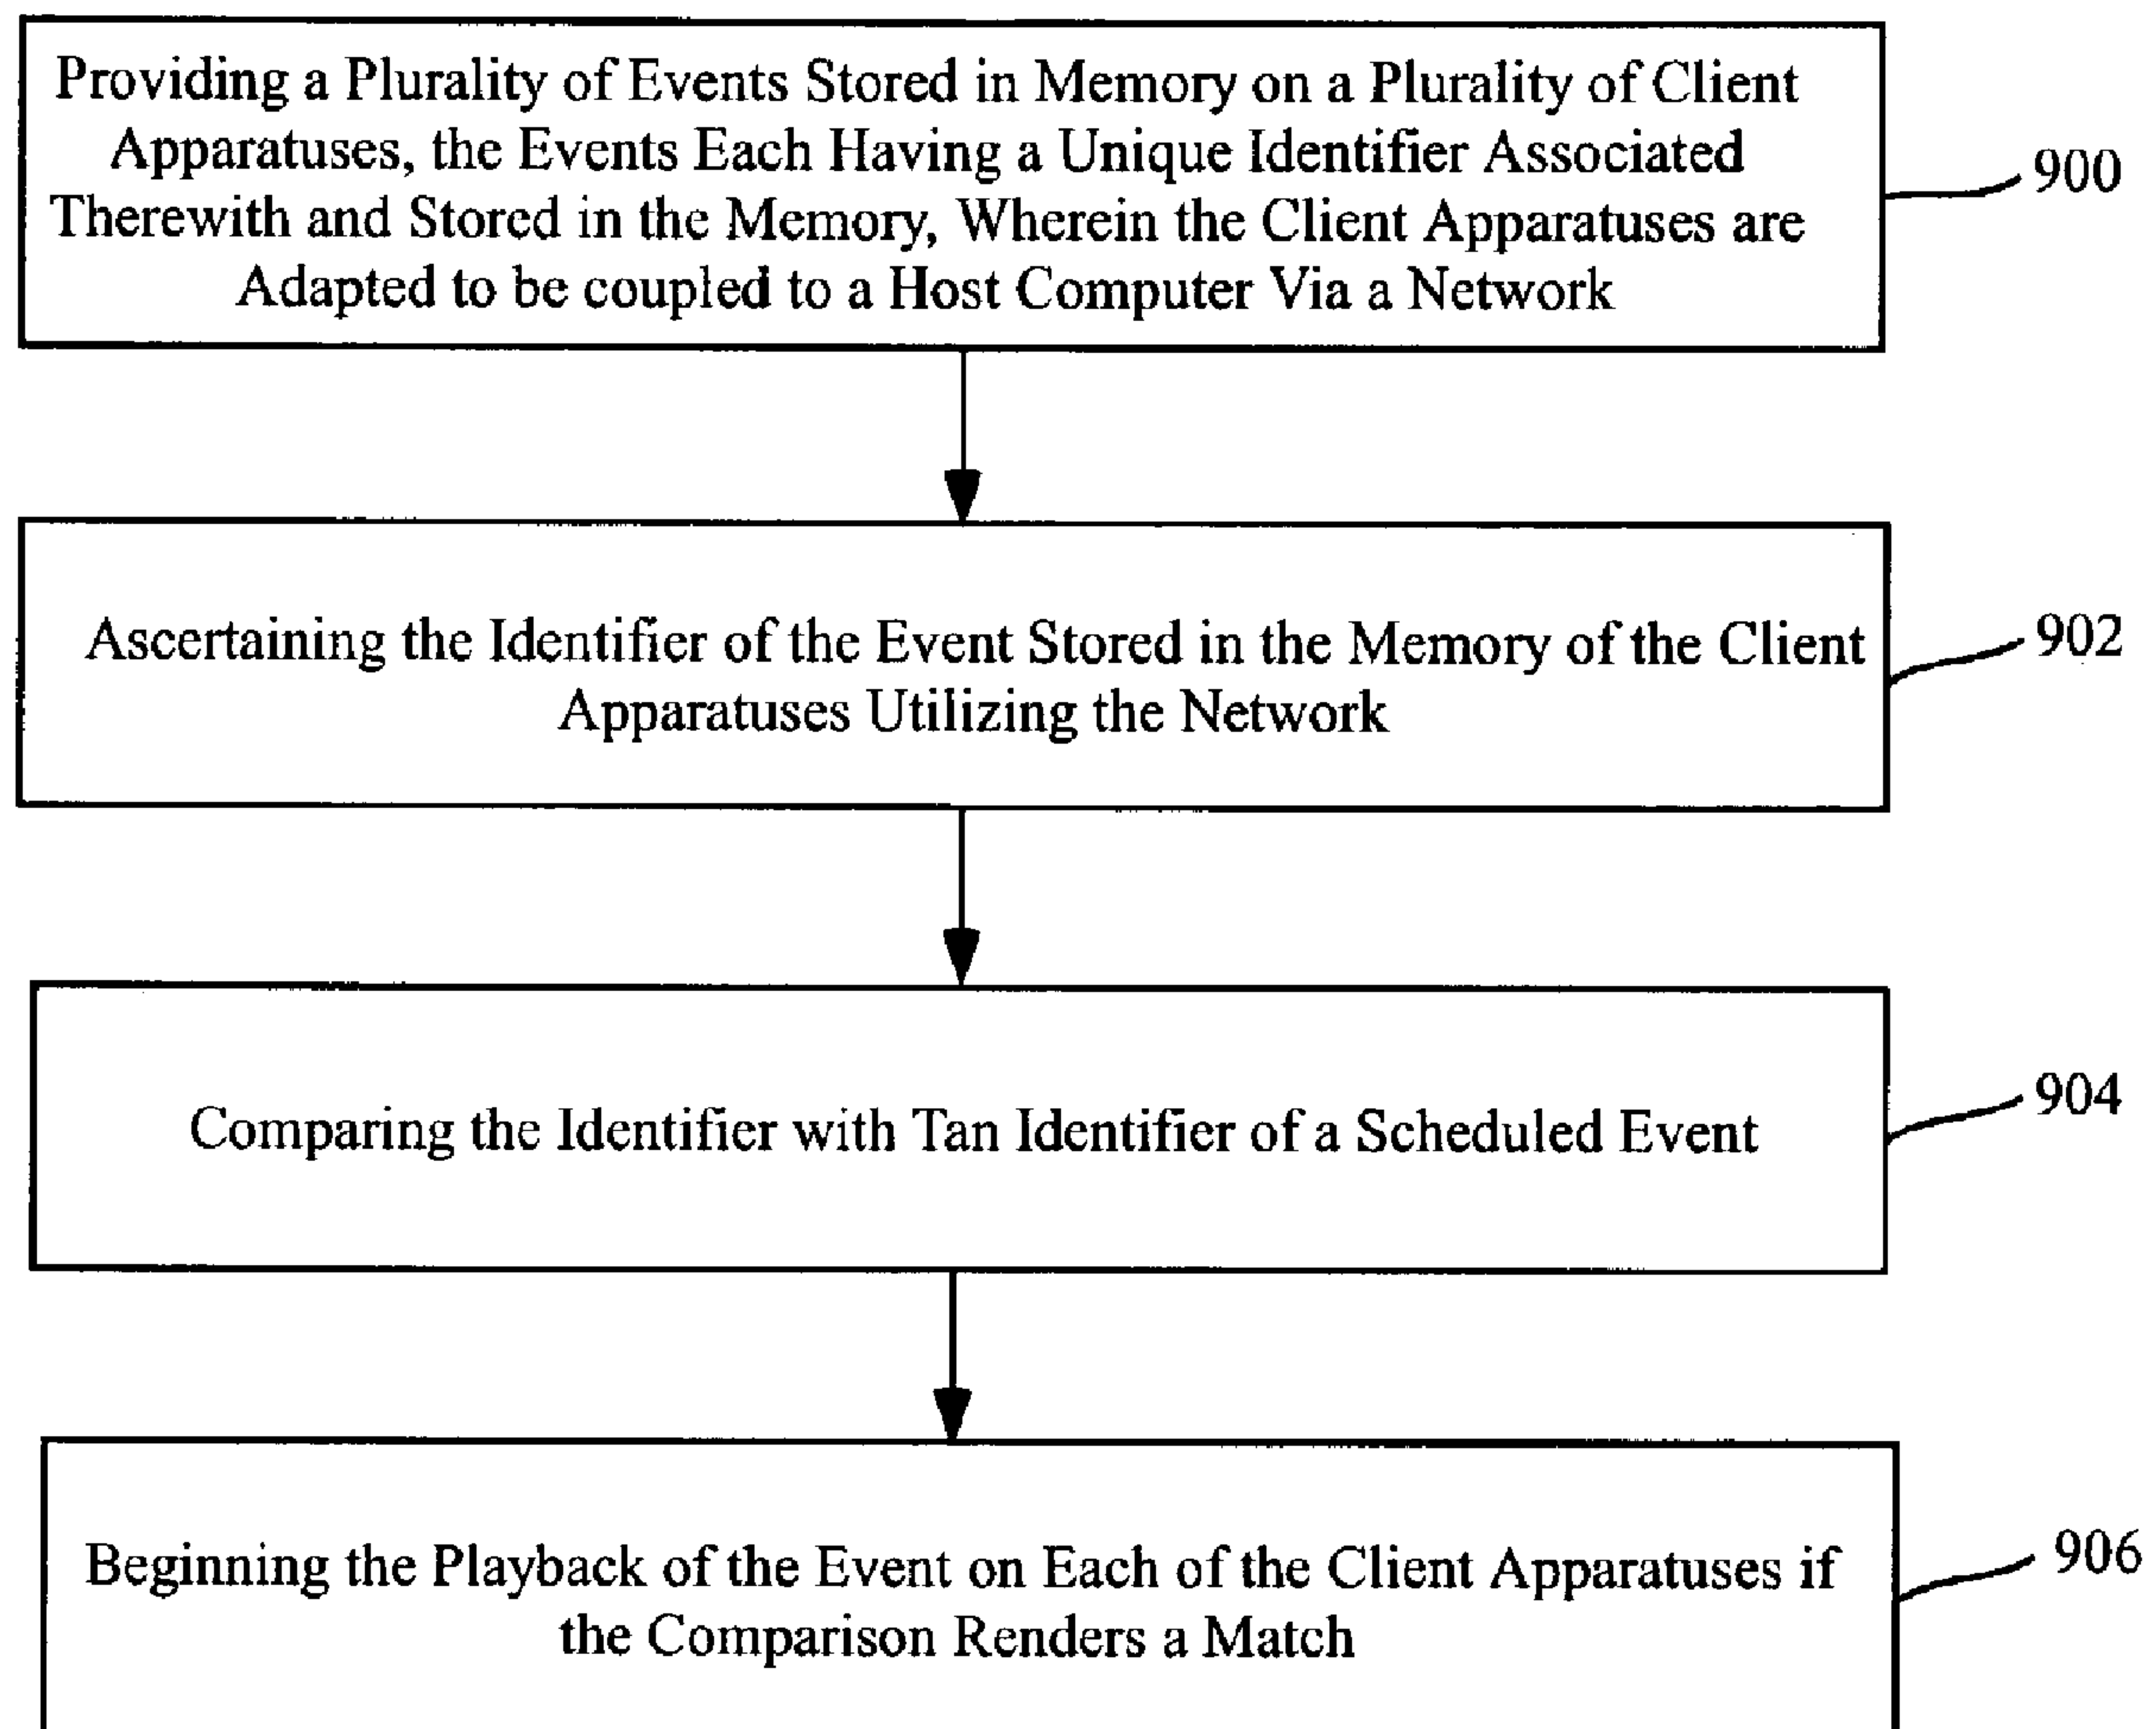 Providing a Plurality of Events Stored in Memory on a Plurality of Client
Apparatuses, the Events Each Having a Unique Identifier Associated
Therewith and Stored in the Memory, Wherein the Client Apparatuses are
Adapted to be coupled to a Host Computer Via a Network
900
Ascertaining the Identifier of the Event Stored in the Memory of the Client
Apparatuses Utilizing the Network
902
Comparing the Identifier with Tan Identifier of a Scheduled Event
904
Beginning the Playback of the Event on Each of the Client Apparatuses if
the Comparison Renders a Match
906